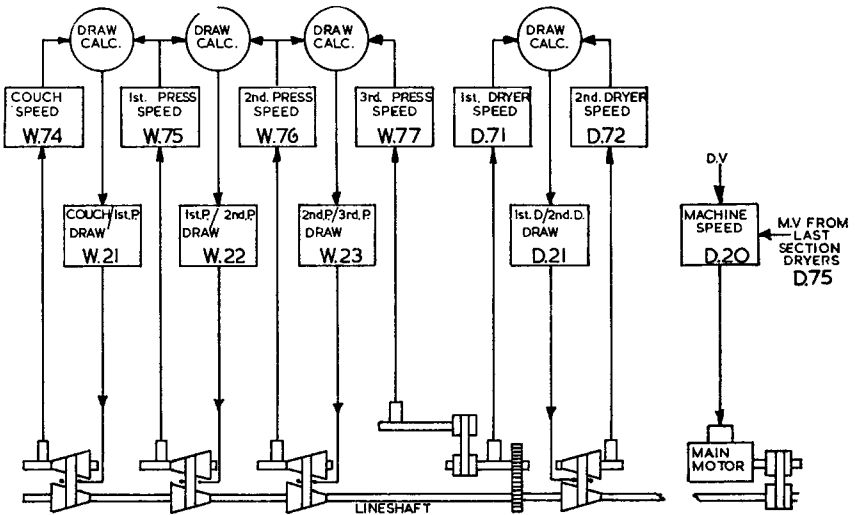 DRAW
CALC.
DRAW
CALC.
DRAW
CALC.
DRAW
CALC.
COUCH
SPEED
W.74
1st. PRESS
SPEED
W.75
2nd. PRESS
SPEED
W.76
3rd. PRESS
SPEED
W.77
1st. DRYER
SPEED
D.71
2nd. DRYER
SPEED
D.72
D.V
COUCH/1st.P.
DRAW
W.21
1st.P./2nd.P.
DRAW
W.22
2nd.P./3rd.P.
DRAW
W.23
1st.D/2nd.D.
DRAW
D.21
MACHINE
SPEED
D.20
M.V FROM
LAST
SECTION
DRYERS
D.75
MAIN
MOTOR
LINESHAFT